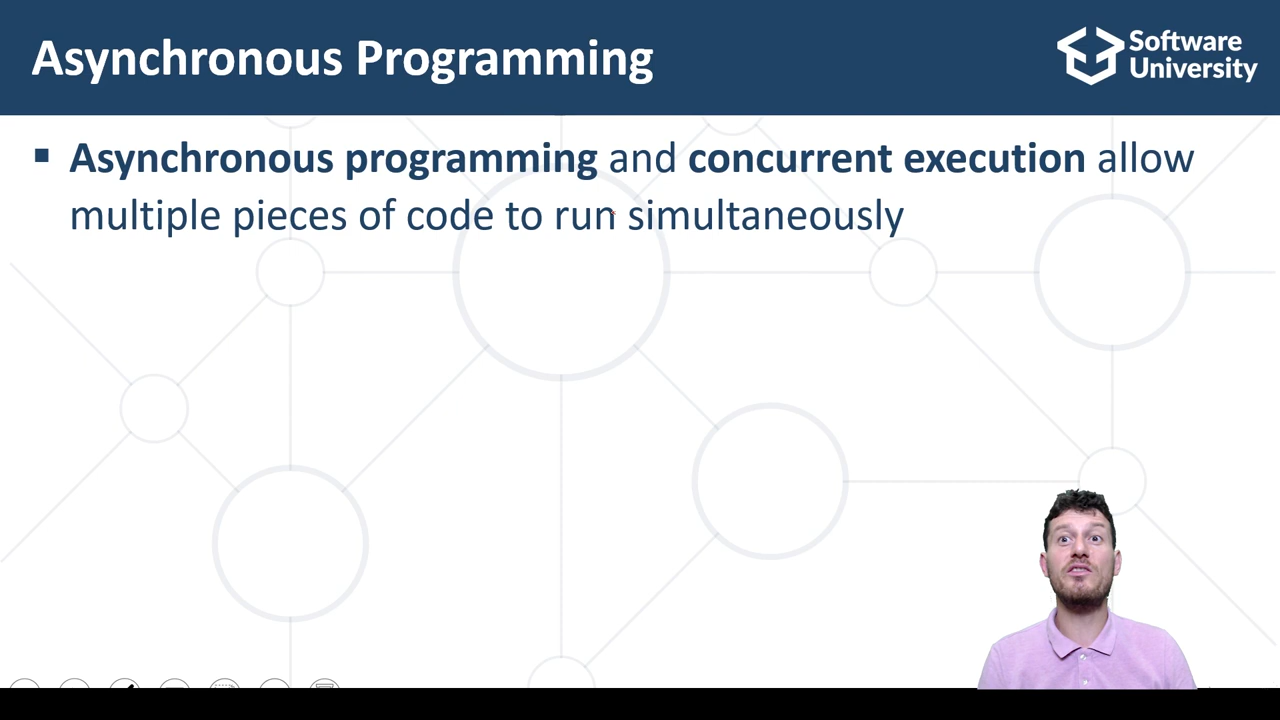 Asynchronous Programming
Software
University
▪ Asynchronous programming and concurrent execution allow
multiple pieces of code to run simultaneously